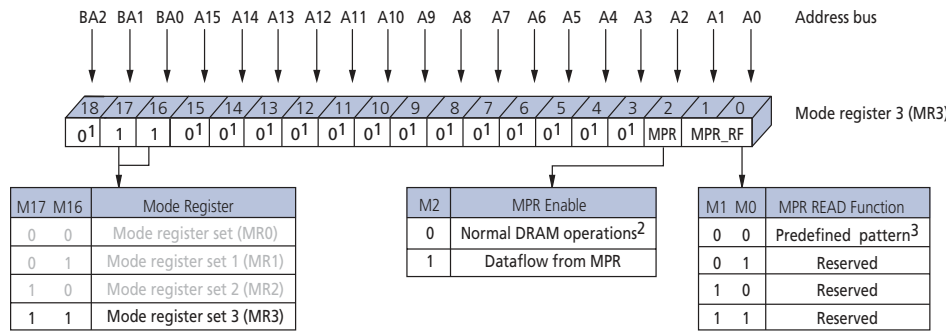 BA2 BA1 BA0 A15 A14 A13 A12 A11 A10 A9 A8 A7 A6 A5 A4 A3 A2 A1 A0 Address bus
18 17 16 15 14 13 12 11 10 9 8 7 6 5 4 3 2 1 0 Mode register 3 (MR3)
0¹ 1 1 0¹ 0¹ 0¹ 0¹ 0¹ 0¹ 0¹ 0¹ 0¹ 0¹ 0¹ 0¹ 0¹ MPR MPR_RF
M17 M16 Mode Register
0 0 Mode register set (MR0)
0 1 Mode register set 1 (MR1)
1 0 Mode register set 2 (MR2)
1 1 Mode register set 3 (MR3)
M2 MPR Enable
0 Normal DRAM operations²
1 Dataflow from MPR
M1 M0 MPR READ Function
0 0 Predefined pattern³
0 1 Reserved
1 0 Reserved
1 1 Reserved